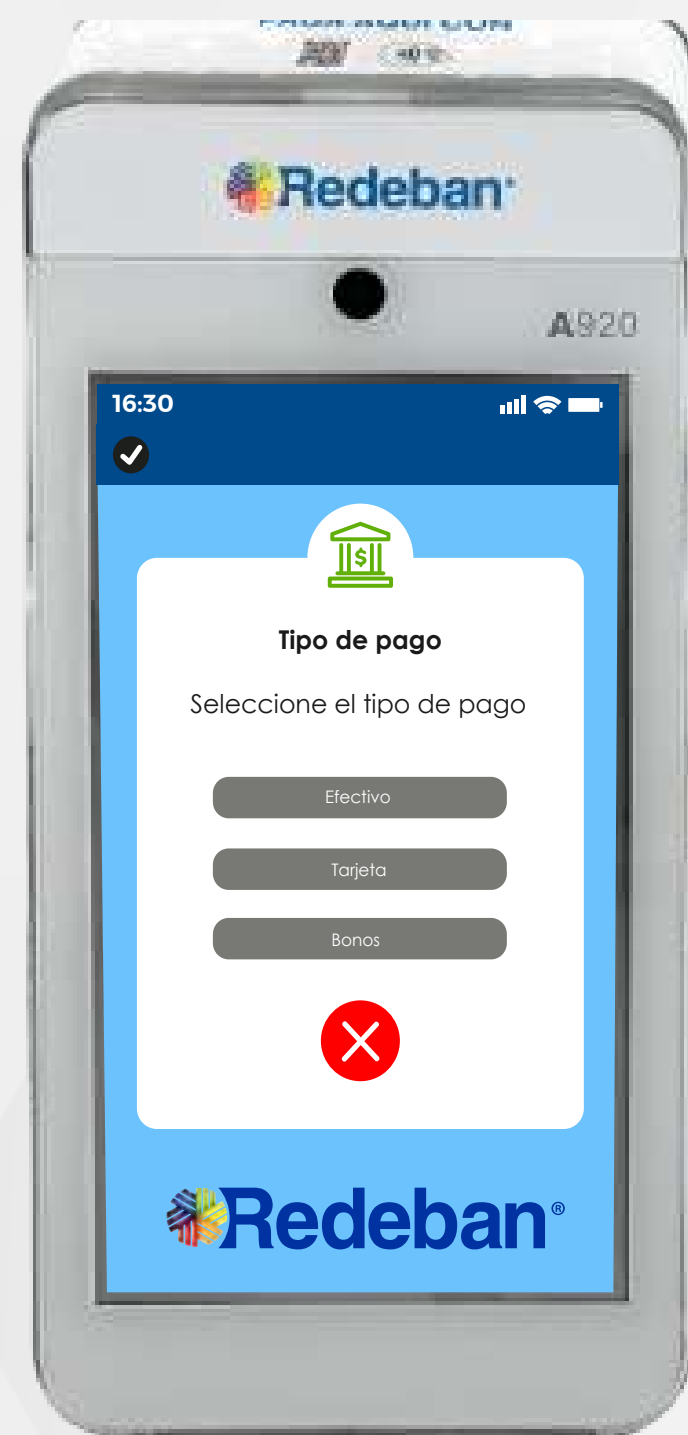 Redeban
A920
16:30
$
Tipo de pago
Seleccione el tipo de pago
Efectivo
Tarjeta
Bonos
Redeban®